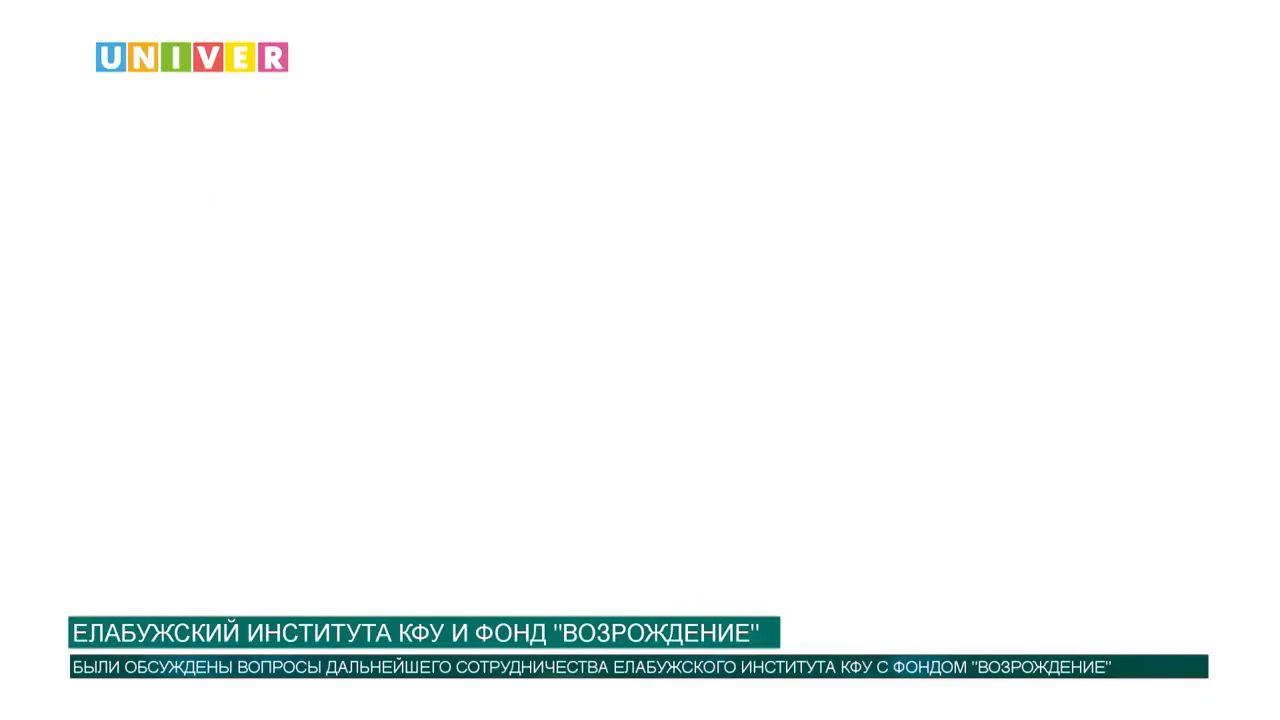 UNIVER
ЕЛАБУЖСКИЙ ИНСТИТУТА КФУ И ФОНД "ВОЗРОЖДЕНИЕ"
БЫЛИ ОБСУЖДЕНЫ ВОПРОСЫ ДАЛЬНЕЙШЕГО СОТРУДНИЧЕСТВА ЕЛАБУЖСКОГО ИНСТИТУТА КФУ С ФОНДОМ "ВОЗРОЖДЕНИЕ"